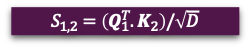 S₁,₂ = (Q₁ᵀ. K₂)/√D